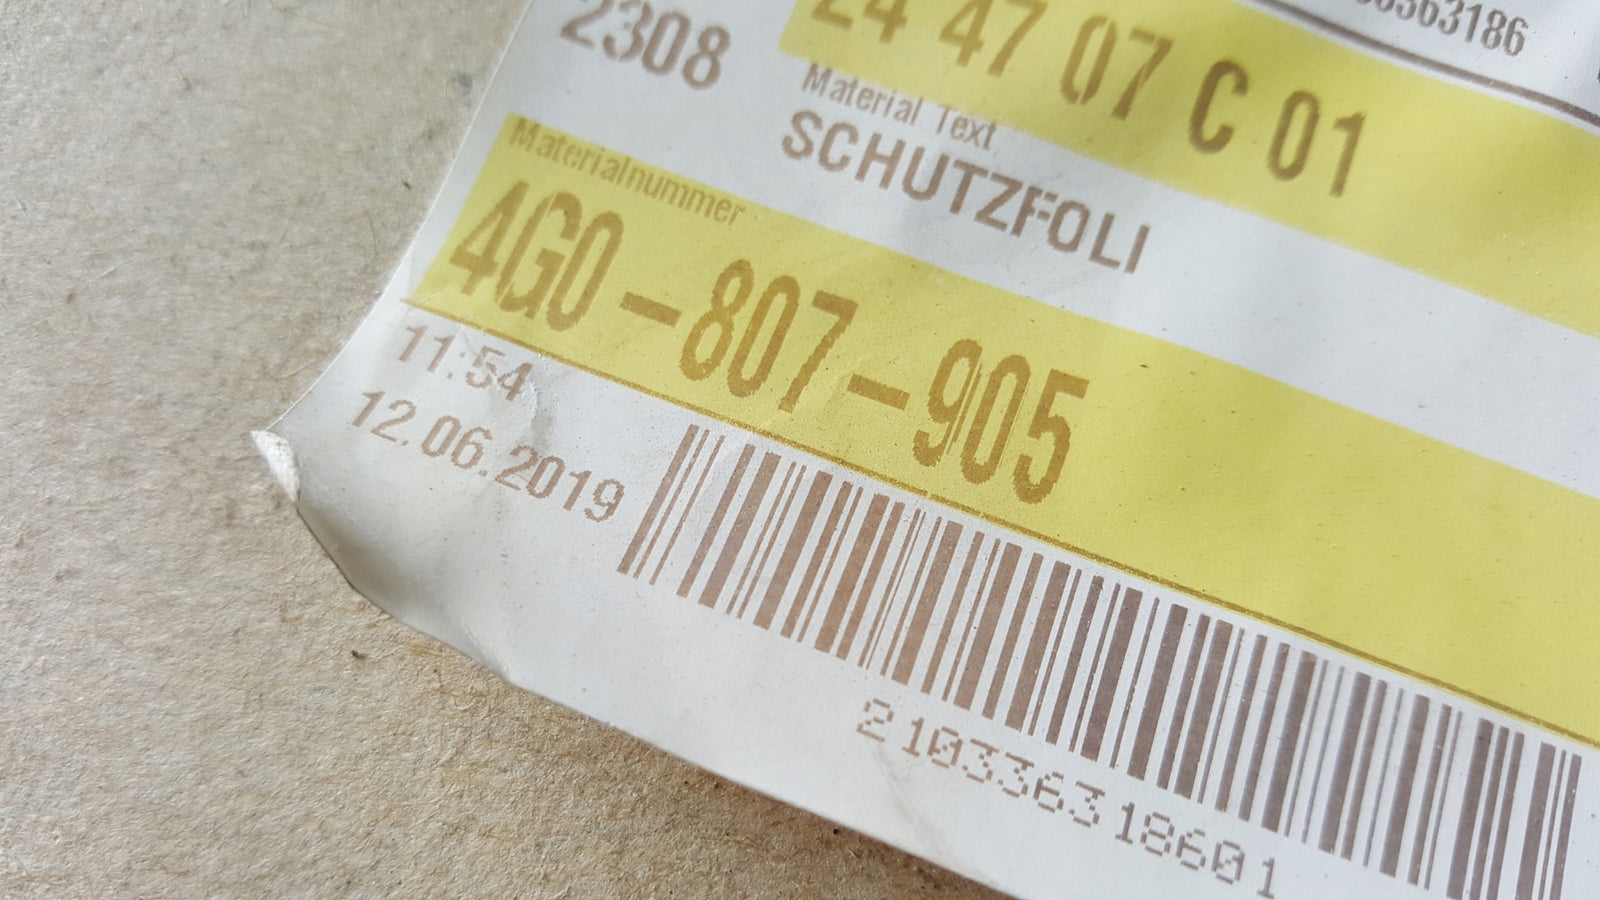 2308
24 47 07 C 01
Material Text
SCHUTZFOLI
Materialnummer
4G0-807-905
11:54
12.06.2019
210336318601